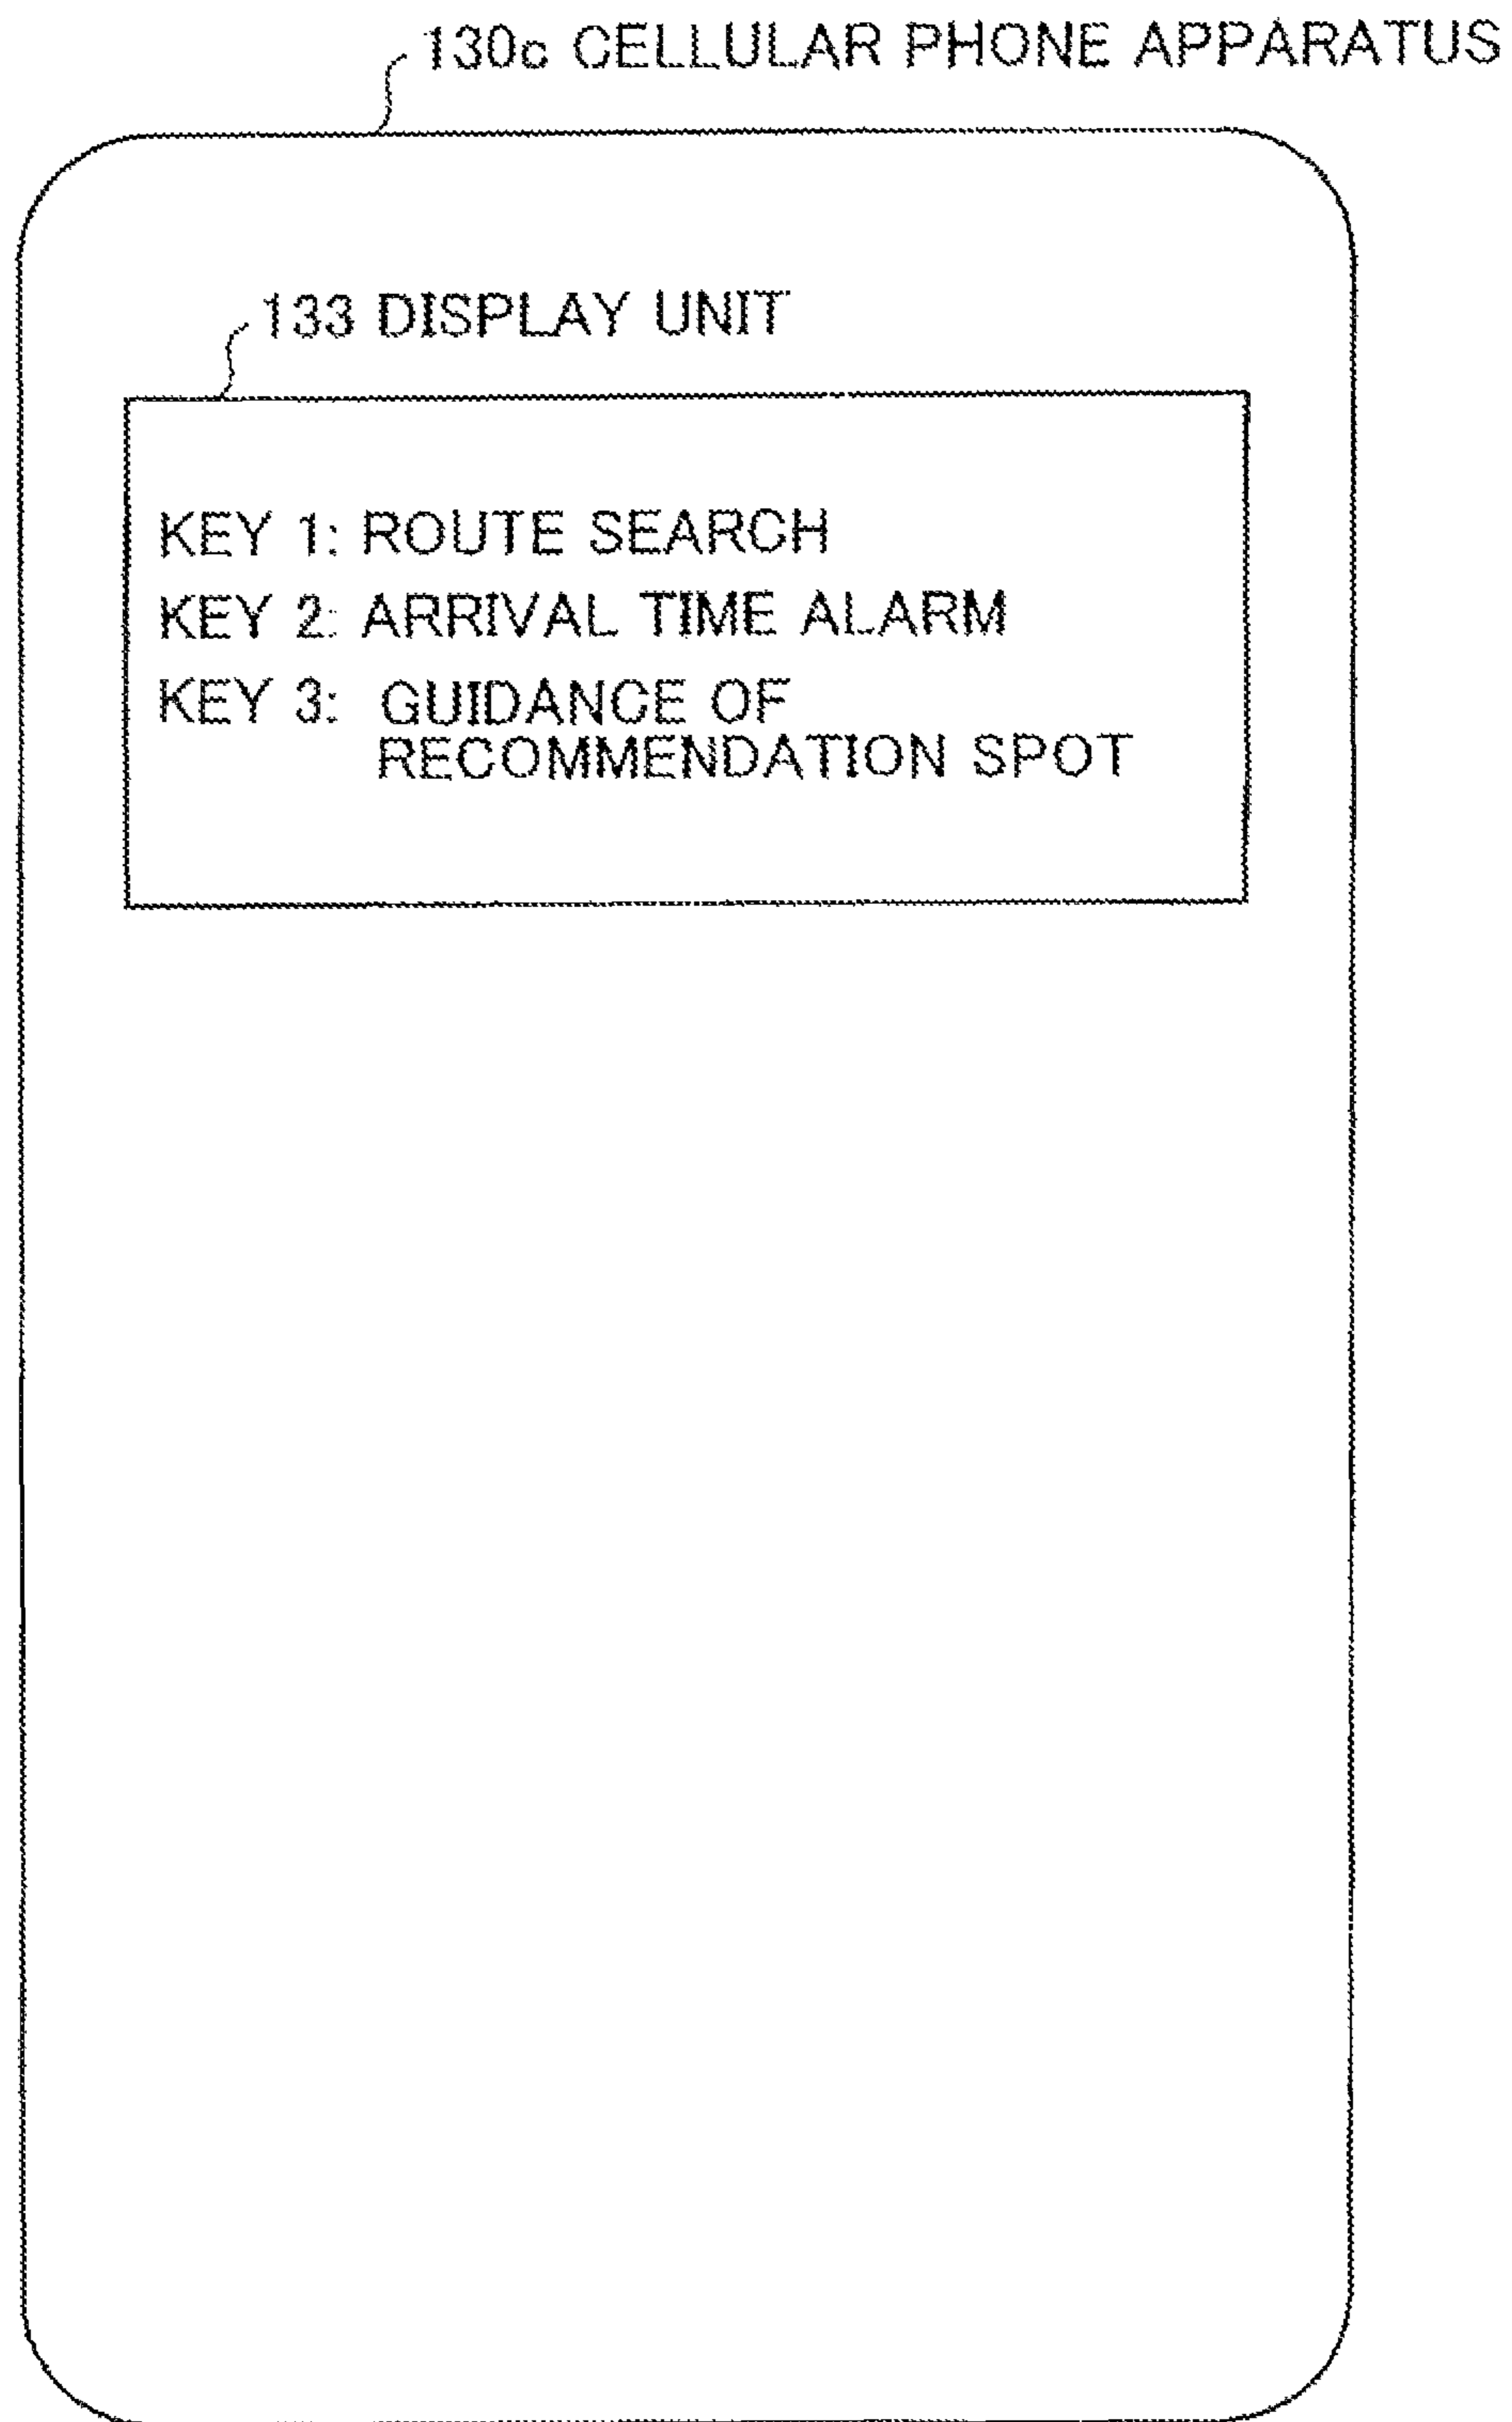 130c CELLULAR PHONE APPARATUS
133 DISPLAY UNIT
KEY 1: ROUTE SEARCH
KEY 2: ARRIVAL TIME ALARM
KEY 3: GUIDANCE OF
RECOMMENDATION SPOT